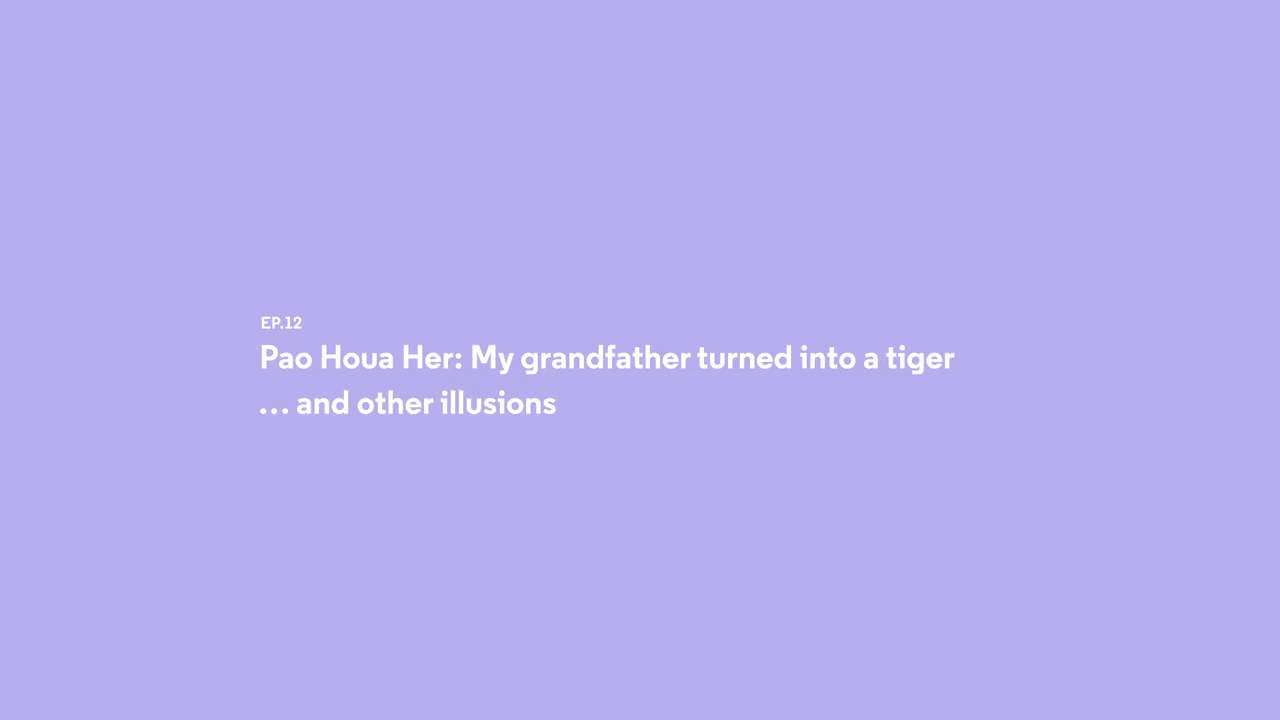 EP.12
Pao Houa Her: My grandfather turned into a tiger
… and other illusions